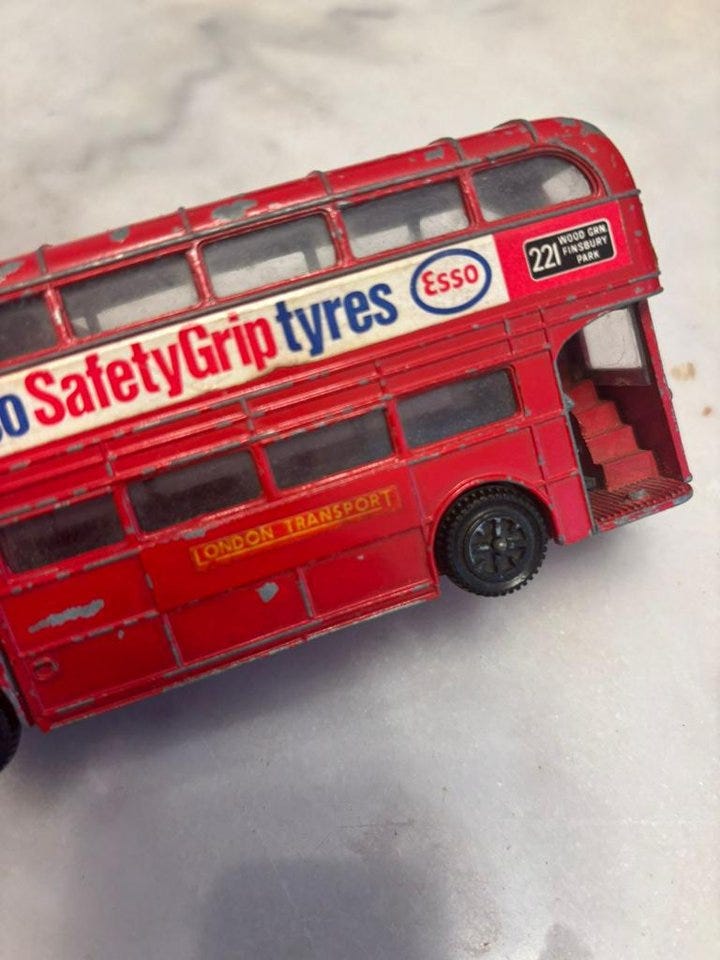 221 WOOD GRN
FINSBURY
PARK
o SafetyGrip tyres Esso
LONDON TRANSPORT